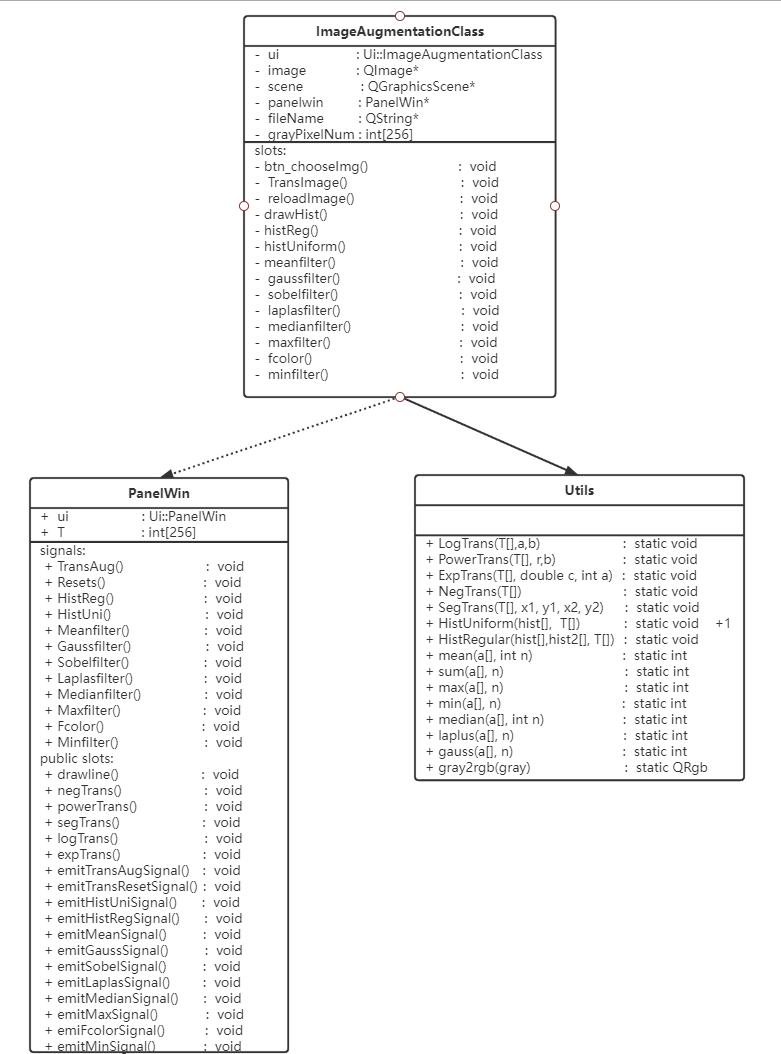 ImageAugmentationClass
- ui : Ui::ImageAugmentationClass
- image : QImage*
- scene : QGraphicsScene*
- panelwin : PanelWin*
- fileName : QString*
- grayPixelNum : int[256]
slots:
- btn_chooseImg() : void
- TransImage() : void
- reloadImage() : void
- drawHist() : void
- histReg() : void
- histUniform() : void
- meanfilter() : void
- gaussfilter() : void
- sobelfilter() : void
- laplasfilter() : void
- medianfilter() : void
- maxfilter() : void
- fcolor() : void
- minfilter() : void
PanelWin
+ ui : Ui::PanelWin
+ T : int[256]
signals:
+ TransAug() : void
+ Resets() : void
+ HistReg() : void
+ HistUni() : void
+ Meanfilter() : void
+ Gaussfilter() : void
+ Sobelfilter() : void
+ Laplasfilter() : void
+ Medianfilter() : void
+ Maxfilter() : void
+ Fcolor() : void
+ Minfilter() : void
public slots:
+ drawline() : void
+ negTrans() : void
+ powerTrans() : void
+ segTrans() : void
+ logTrans() : void
+ expTrans() : void
+ emitTransAugSignal() : void
+ emitTransResetSignal() : void
+ emitHistUniSignal() : void
+ emitHistRegSignal() : void
+ emitMeanSignal() : void
+ emitGaussSignal() : void
+ emitSobelSignal() : void
+ emitLaplasSignal() : void
+ emitMedianSignal() : void
+ emitMaxSignal() : void
+ emiFcolorSignal() : void
+ emitMinSignal() : void
Utils
+ LogTrans(T[],a,b) : static void
+ PowerTrans(T[], r,b) : static void
+ ExpTrans(T[], double c, int a) : static void
+ NegTrans(T[]) : static void
+ SegTrans(T[], x1, y1, x2, y2) : static void
+ HistUniform(hist[], T[]) : static void +1
+ HistRegular(hist[],hist2[], T[]) : static void
+ mean(a[], int n) : static int
+ sum(a[], n) : static int
+ max(a[], n) : static int
+ min(a[], n) : static int
+ median(a[], int n) : static int
+ laplus(a[], n) : static int
+ gauss(a[], n) : static int
+ gray2rgb(gray) : static QRgb